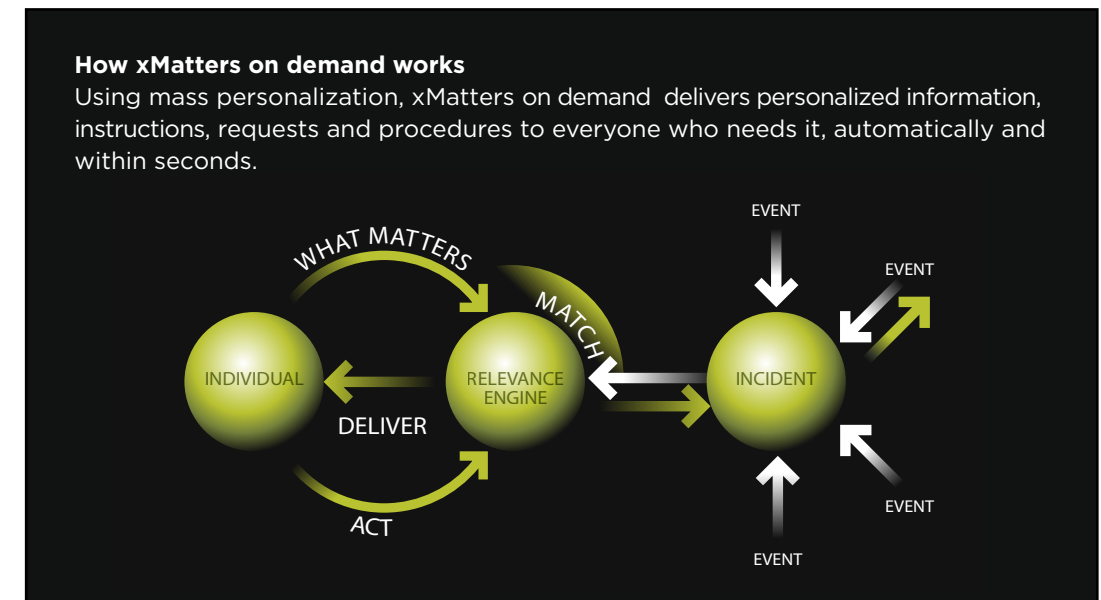 How xMatters on demand works
Using mass personalization, xMatters on demand delivers personalized information,
instructions, requests and procedures to everyone who needs it, automatically and
within seconds.
EVENT
WHAT MATTERS
EVENT
MATCH
INDIVIDUAL
RELEVANCE
ENGINE
INCIDENT
DELIVER
EVENT
ACT
EVENT